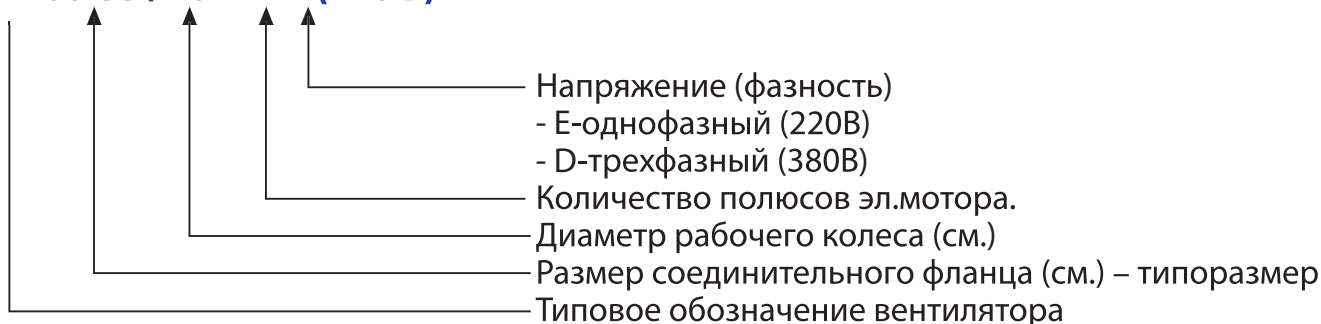 Напряжение (фазность)
- E-однофазный (220В)
- D-трехфазный (380В)
Количество полюсов эл.мотора.
Диаметр рабочего колеса (см.)
Размер соединительного фланца (см.) – типоразмер
Типовое обозначение вентилятора